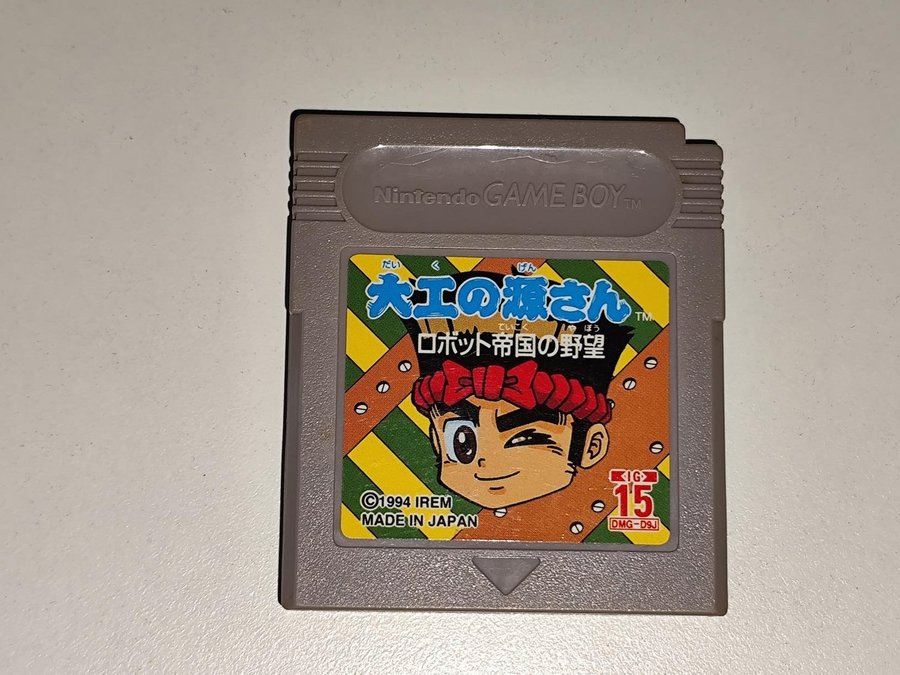 Nintendo GAME BOY TM
だいくげん
大工の源さん TM
ていこくやぼう
ロボット帝国の野望
©1994 IREM
MADE IN JAPAN
IG
15
DMG-D9J